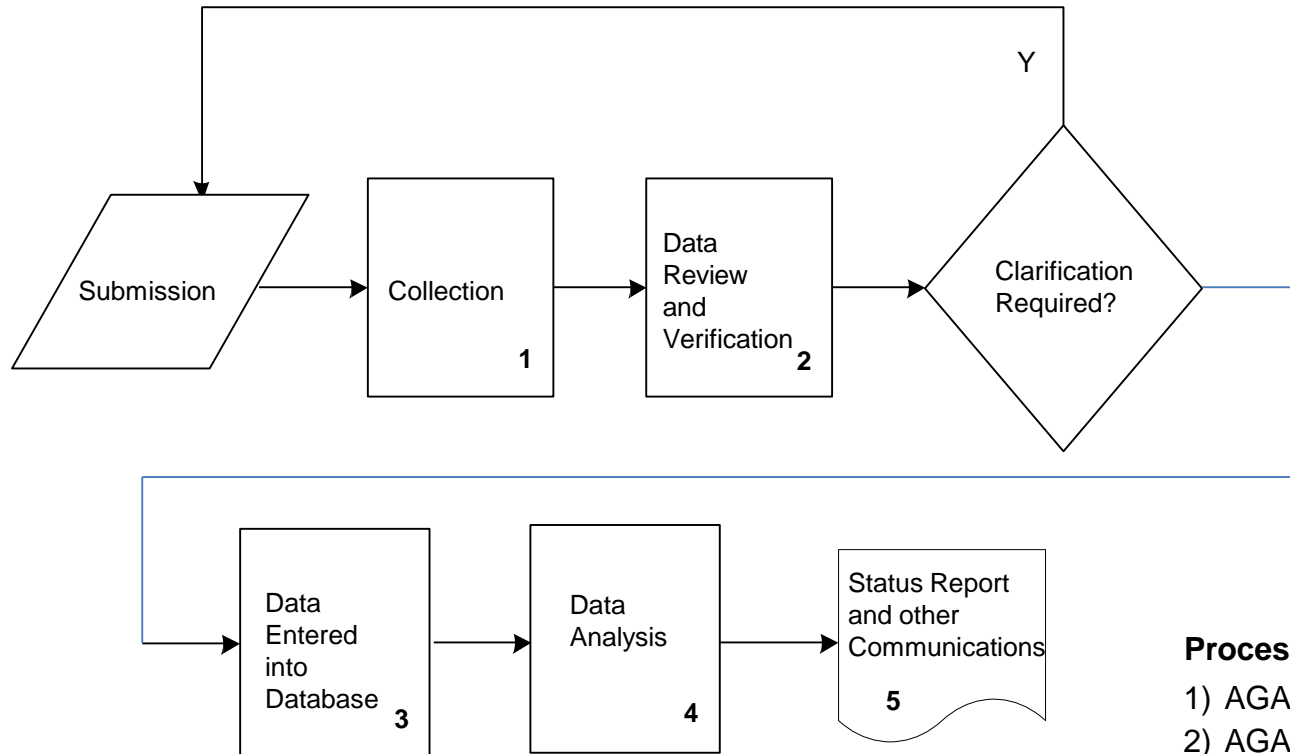 Y
Submission
Collection
1
Data
Review
and
Verification
2
Clarification
Required?
Data
Entered
into
Database
3
Data
Analysis
4
Status Report
and other
Communications
5
Proces
1) AGA
2) AGA